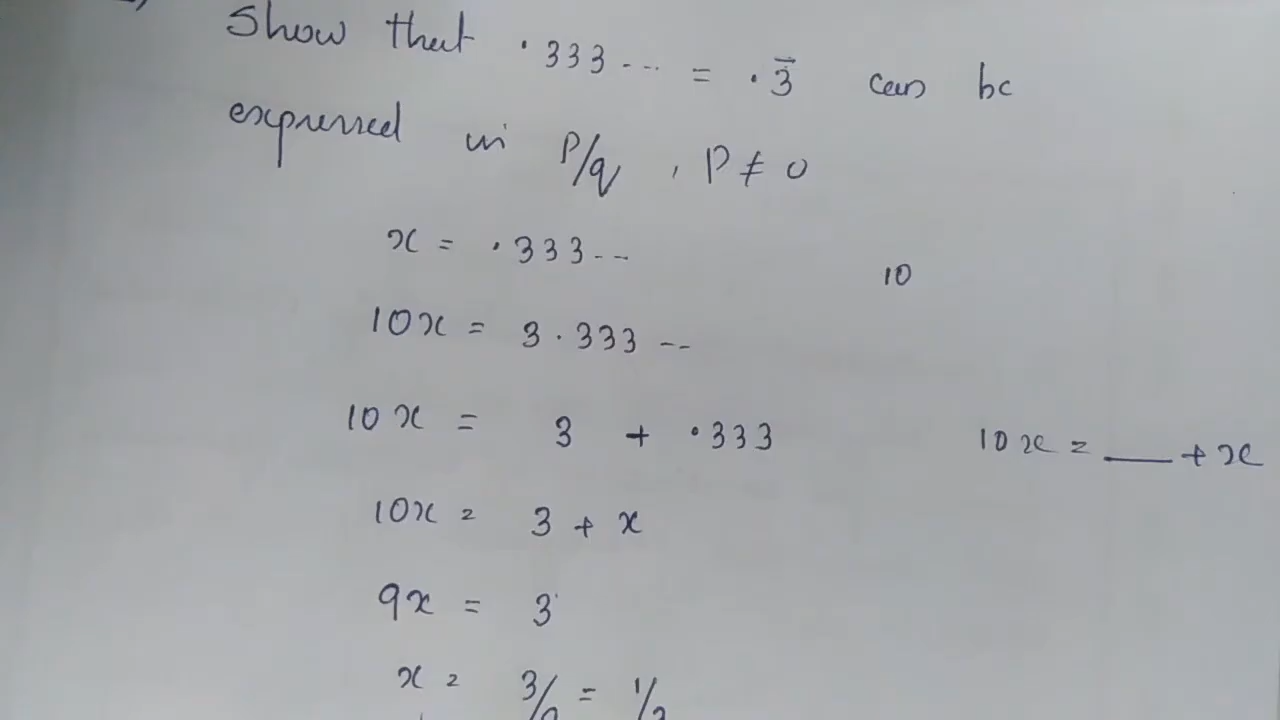 Show that .333... = .3̅ can be
expressed in P/q , P ≠ 0
x = .333--
10
10x = 3.333--
10x = 3 + .333
10x = __ + x
10x = 3 + x
9x = 3
x = 3/9 = 1/3